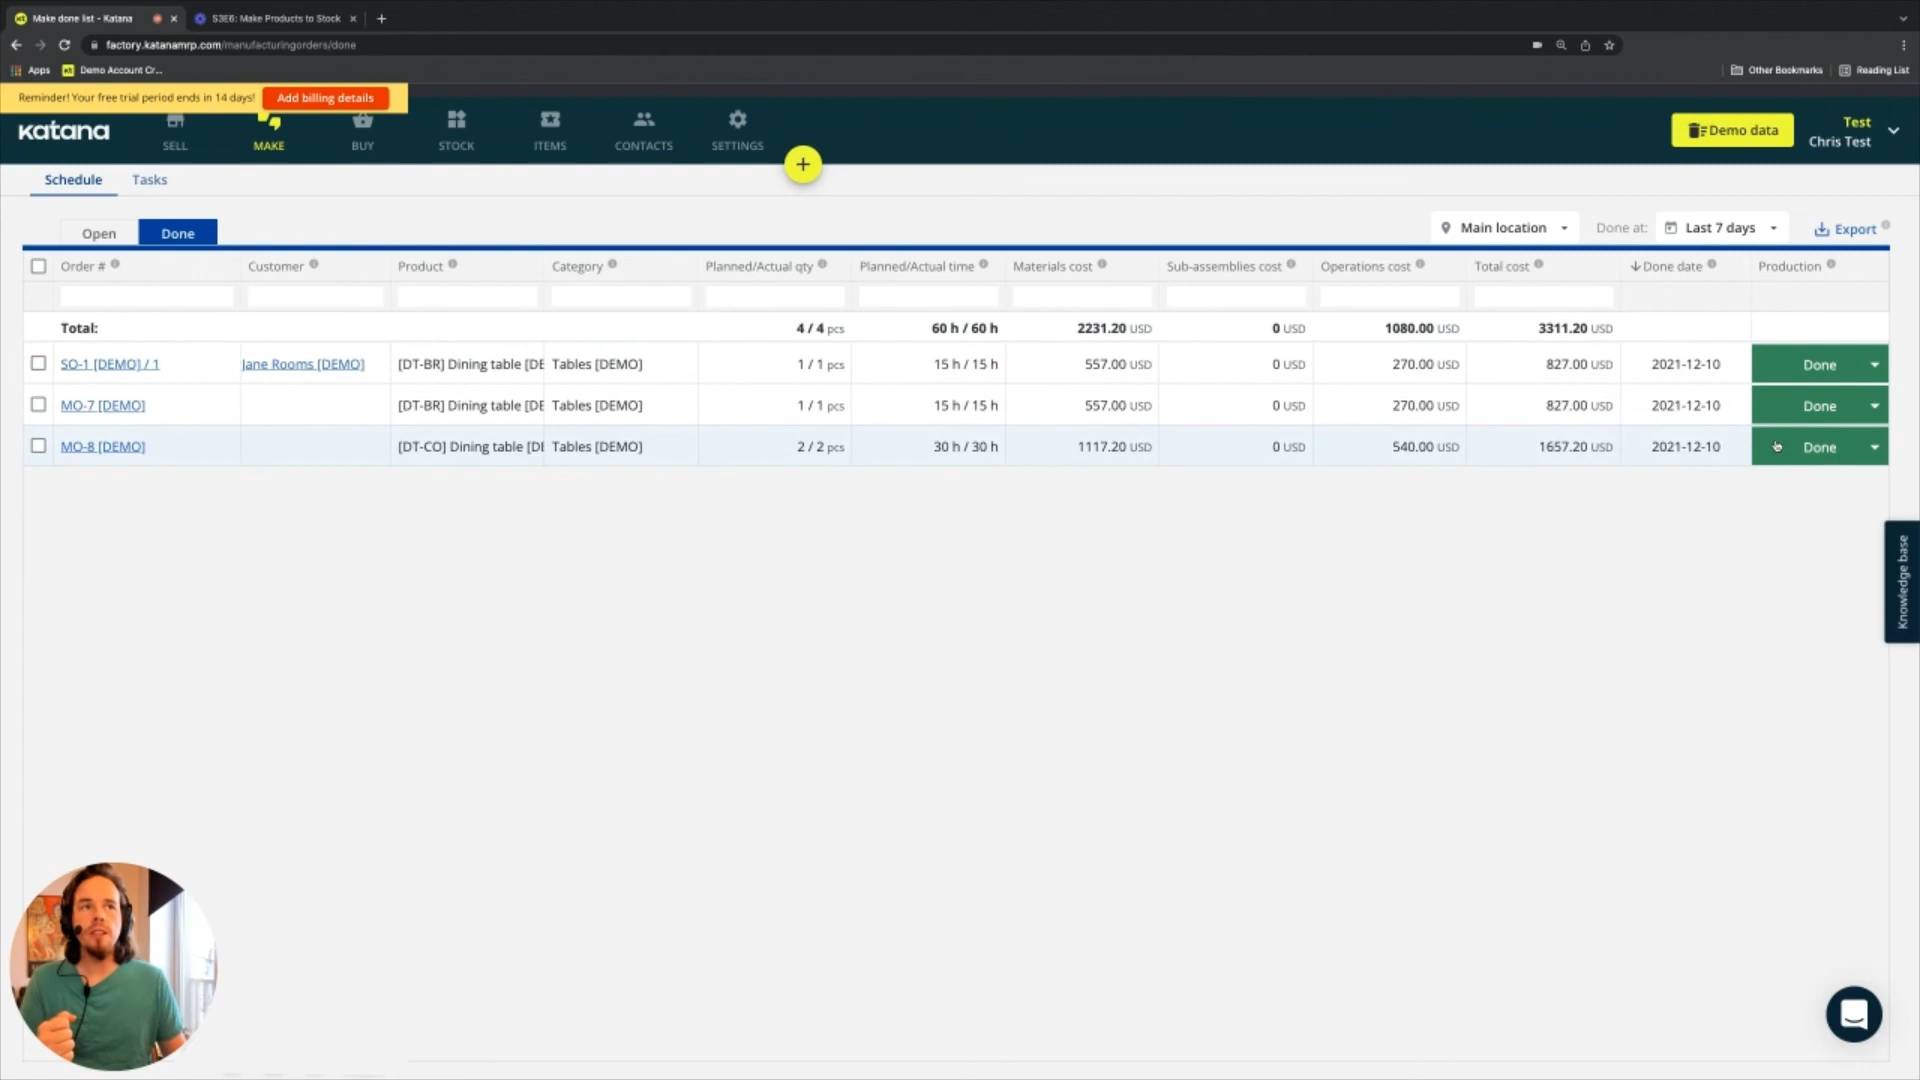 Make done list - Katana
S3E6: Make Products to Stock
factory.katanamrp.com/manufacturingorders/done
Apps
Demo Account Cr...
Other Bookmarks
Reading List
Reminder! Your free trial period ends in 14 days!
Add billing details
katana
SELL
MAKE
BUY
STOCK
ITEMS
CONTACTS
SETTINGS
Demo data
Test
Chris Test
Schedule
Tasks
Open
Done
Main location
Done at:
Last 7 days
Export
Order #
Customer
Product
Category
Planned/Actual qty
Planned/Actual time
Materials cost
Sub-assemblies cost
Operations cost
Total cost
Done date
Production
Total: 4 / 4 pcs 60 h / 60 h 2231.20 USD 0 USD 1080.00 USD 3311.20 USD
SO-1 [DEMO] / 1 Jane Rooms [DEMO] [DT-BR] Dining table [DE Tables [DEMO] 1 / 1 pcs 15 h / 15 h 557.00 USD 0 USD 270.00 USD 827.00 USD 2021-12-10 Done
MO-7 [DEMO] [DT-BR] Dining table [DE Tables [DEMO] 1 / 1 pcs 15 h / 15 h 557.00 USD 0 USD 270.00 USD 827.00 USD 2021-12-10 Done
MO-8 [DEMO] [DT-CO] Dining table [DE Tables [DEMO] 2 / 2 pcs 30 h / 30 h 1117.20 USD 0 USD 540.00 USD 1657.20 USD 2021-12-10 Done
Knowledge base